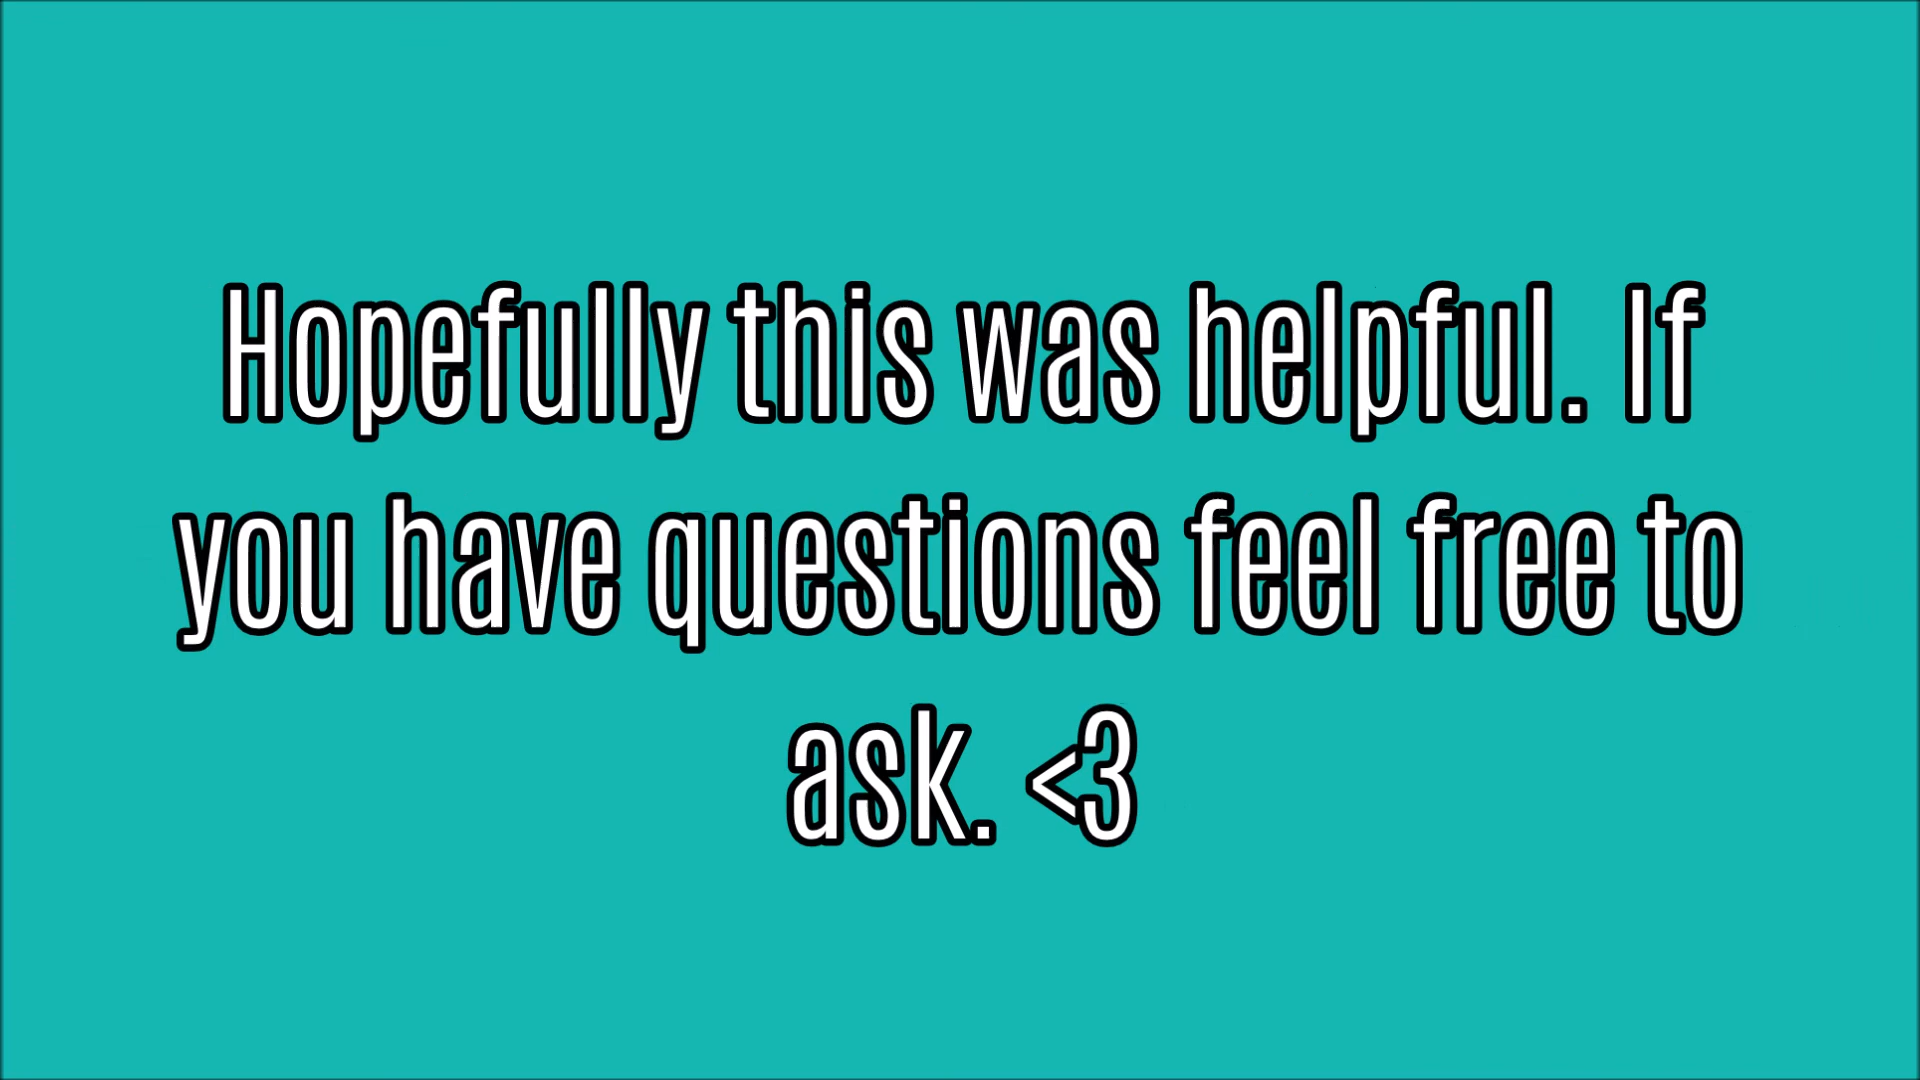 Hopefully this was helpful. If
you have questions feel free to
ask. <3